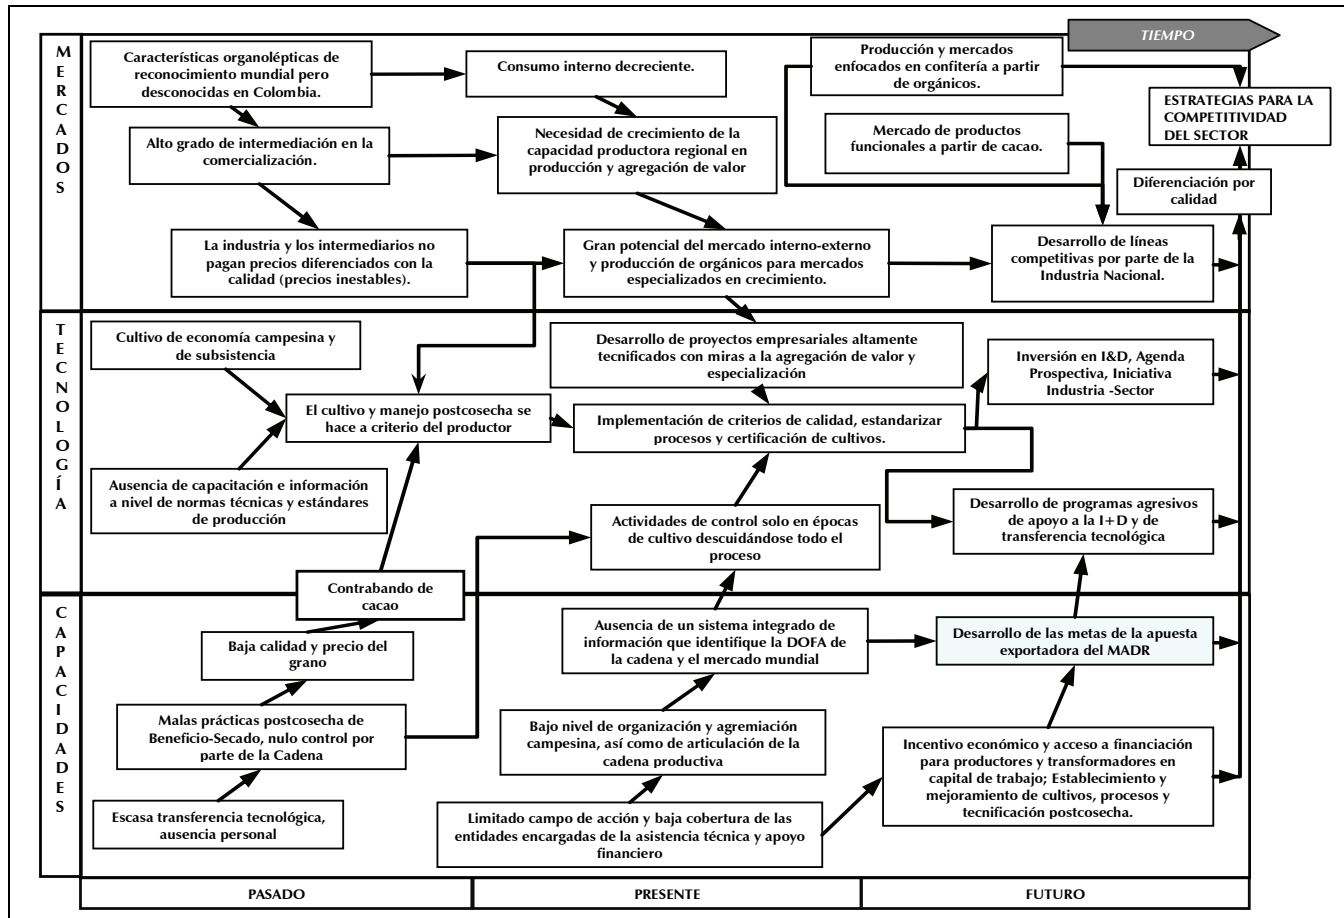 TIEMPO
MERCADOS
Características organolépticas de
reconocimiento mundial pero
desconocidas en Colombia.
Consumo interno decreciente.
Producción y mercados
enfocados en confitería a partir
de orgánicos.
ESTRATEGIAS PARA LA
COMPETITIVIDAD
DEL SECTOR
Alto grado de intermediación en la
comercialización.
Necesidad de crecimiento de la
capacidad productora regional en
producción y agregación de valor
Mercado de productos
funcionales a partir de cacao.
Diferenciación por
calidad
La industria y los intermediarios no
pagan precios diferenciados con la
calidad (precios inestables).
Gran potencial del mercado interno-externo
y producción de orgánicos para mercados
especializados en crecimiento.
Desarrollo de líneas
competitivas por parte de la
Industria Nacional.
TECNOLOGÍA
Cultivo de economía campesina y
de subsistencia
Desarrollo de proyectos empresariales altamente
tecnificados con miras a la agregación de valor y
especialización
Inversión en I&D, Agenda
Prospectiva, Iniciativa
Industria -Sector
El cultivo y manejo postcosecha se
hace a criterio del productor
Implementación de criterios de calidad, estandarizar
procesos y certificación de cultivos.
Ausencia de capacitación e información
a nivel de normas técnicas y estándares
de producción
Actividades de control solo en épocas
de cultivo descuidándose todo el
proceso
Desarrollo de programas agresivos
de apoyo a la I+D y de
transferencia tecnológica
Contrabando de
cacao
CAPACIDADES
Baja calidad y precio del
grano
Ausencia de un sistema integrado de
información que identifique la DOFA de
la cadena y el mercado mundial
Desarrollo de las metas de la apuesta
exportadora del MADR
Malas prácticas postcosecha de
Beneficio-Secado, nulo control por
parte de la Cadena
Bajo nivel de organización y agremiación
campesina, así como de articulación de la
cadena productiva
Incentivo económico y acceso a financiación
para productores y transformadores en
capital de trabajo; Establecimiento y
mejoramiento de cultivos, procesos y
tecnificación postcosecha.
Escasa transferencia tecnológica,
ausencia personal
Limitado campo de acción y baja cobertura de las
entidades encargadas de la asistencia técnica y apoyo
financiero
PASADO
PRESENTE
FUTURO